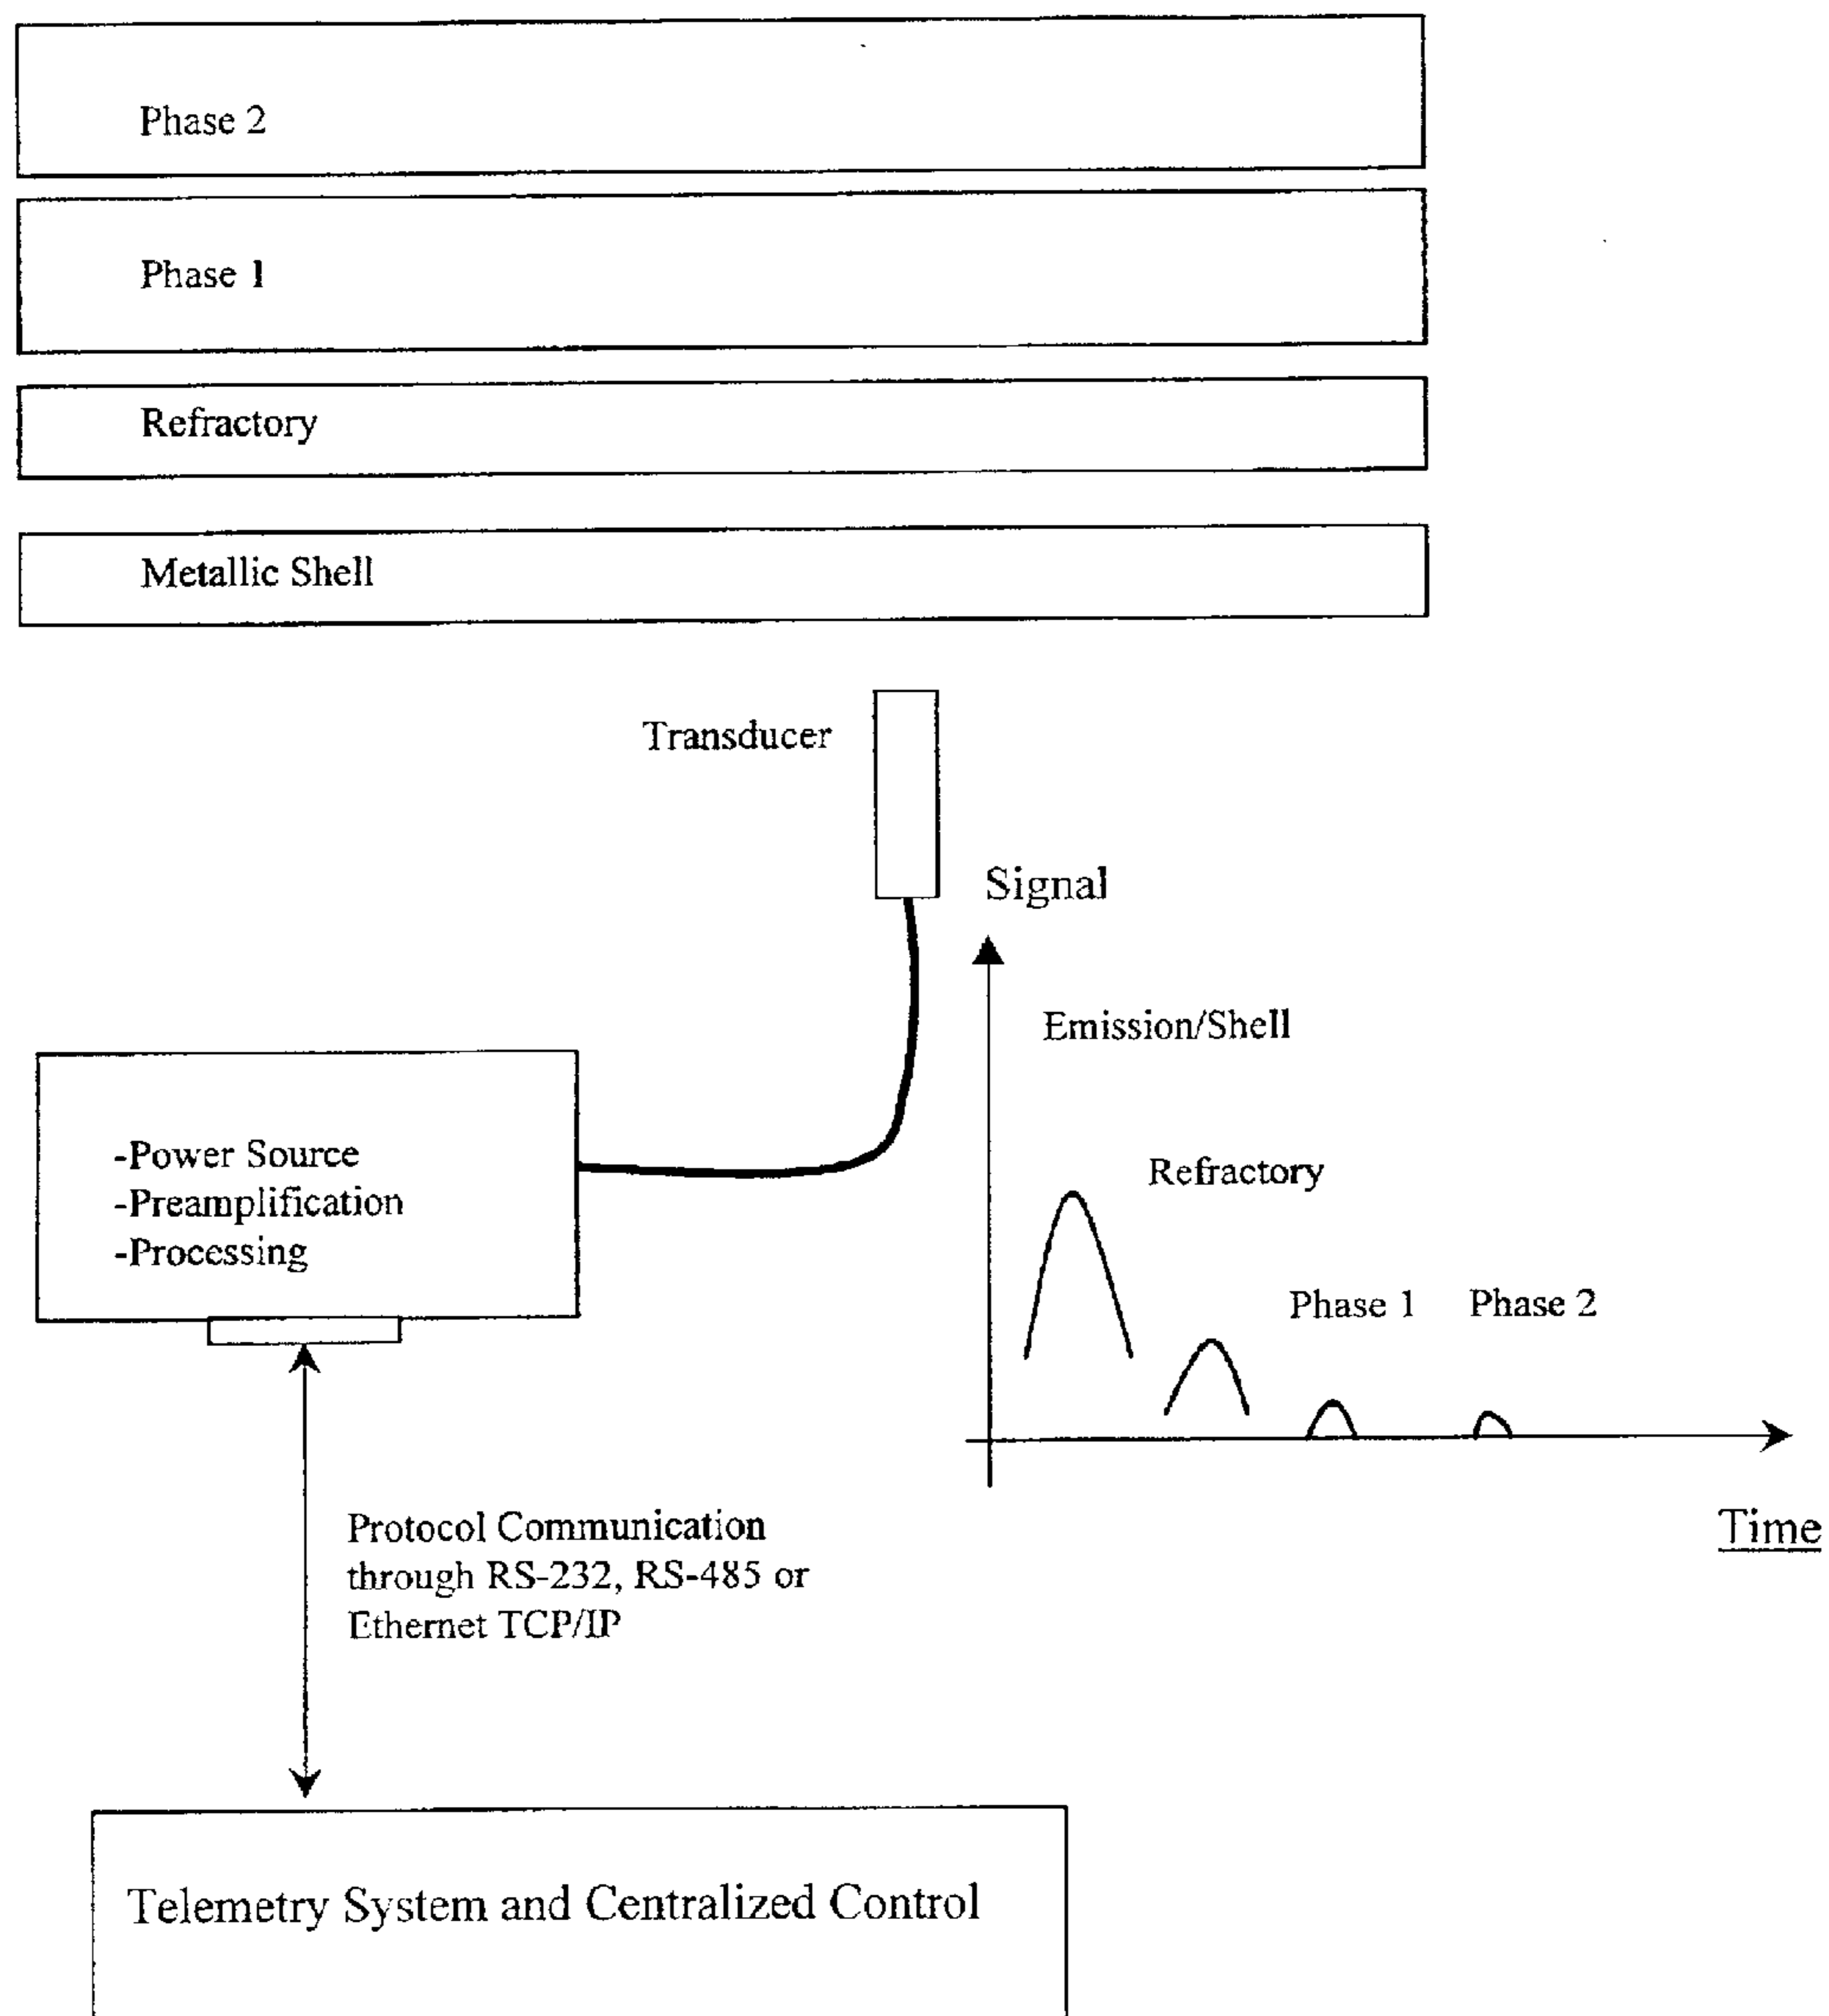 Phase 2
Phase 1
Refractory
Metallic Shell
Transducer
Signal
Emission/Shell
-Power Source
-Preamplification
-Processing
Refractory
Phase 1
Phase 2
Time
Protocol Communication
through RS-232, RS-485 or
Ethernet TCP/IP
Telemetry System and Centralized Control